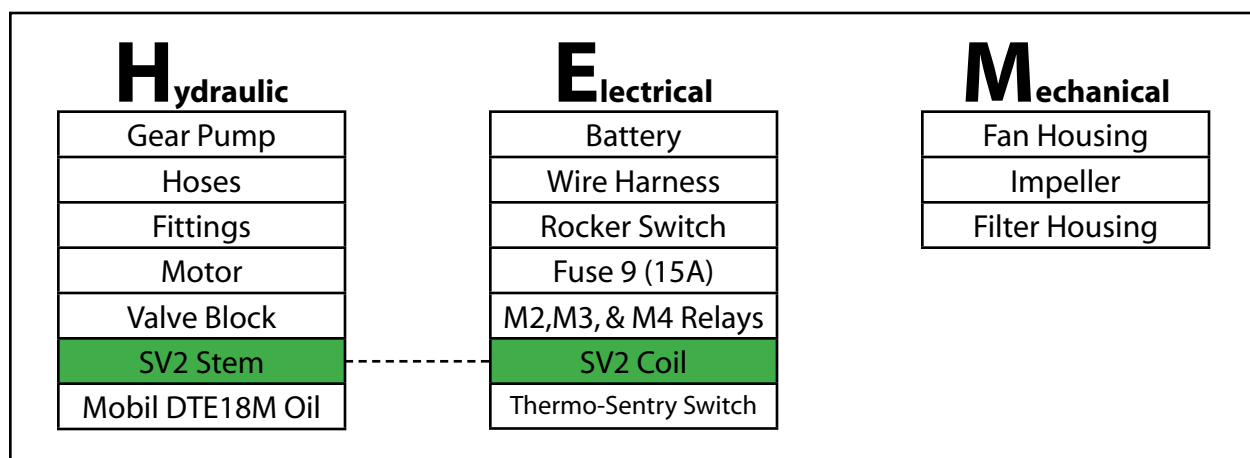 Hydraulic
Gear Pump
Hoses
Fittings
Motor
Valve Block
SV2 Stem
Mobil DTE18M Oil
Electrical
Battery
Wire Harness
Rocker Switch
Fuse 9 (15A)
M2,M3, & M4 Relays
SV2 Coil
Thermo-Sentry Switch
Mechanical
Fan Housing
Impeller
Filter Housing